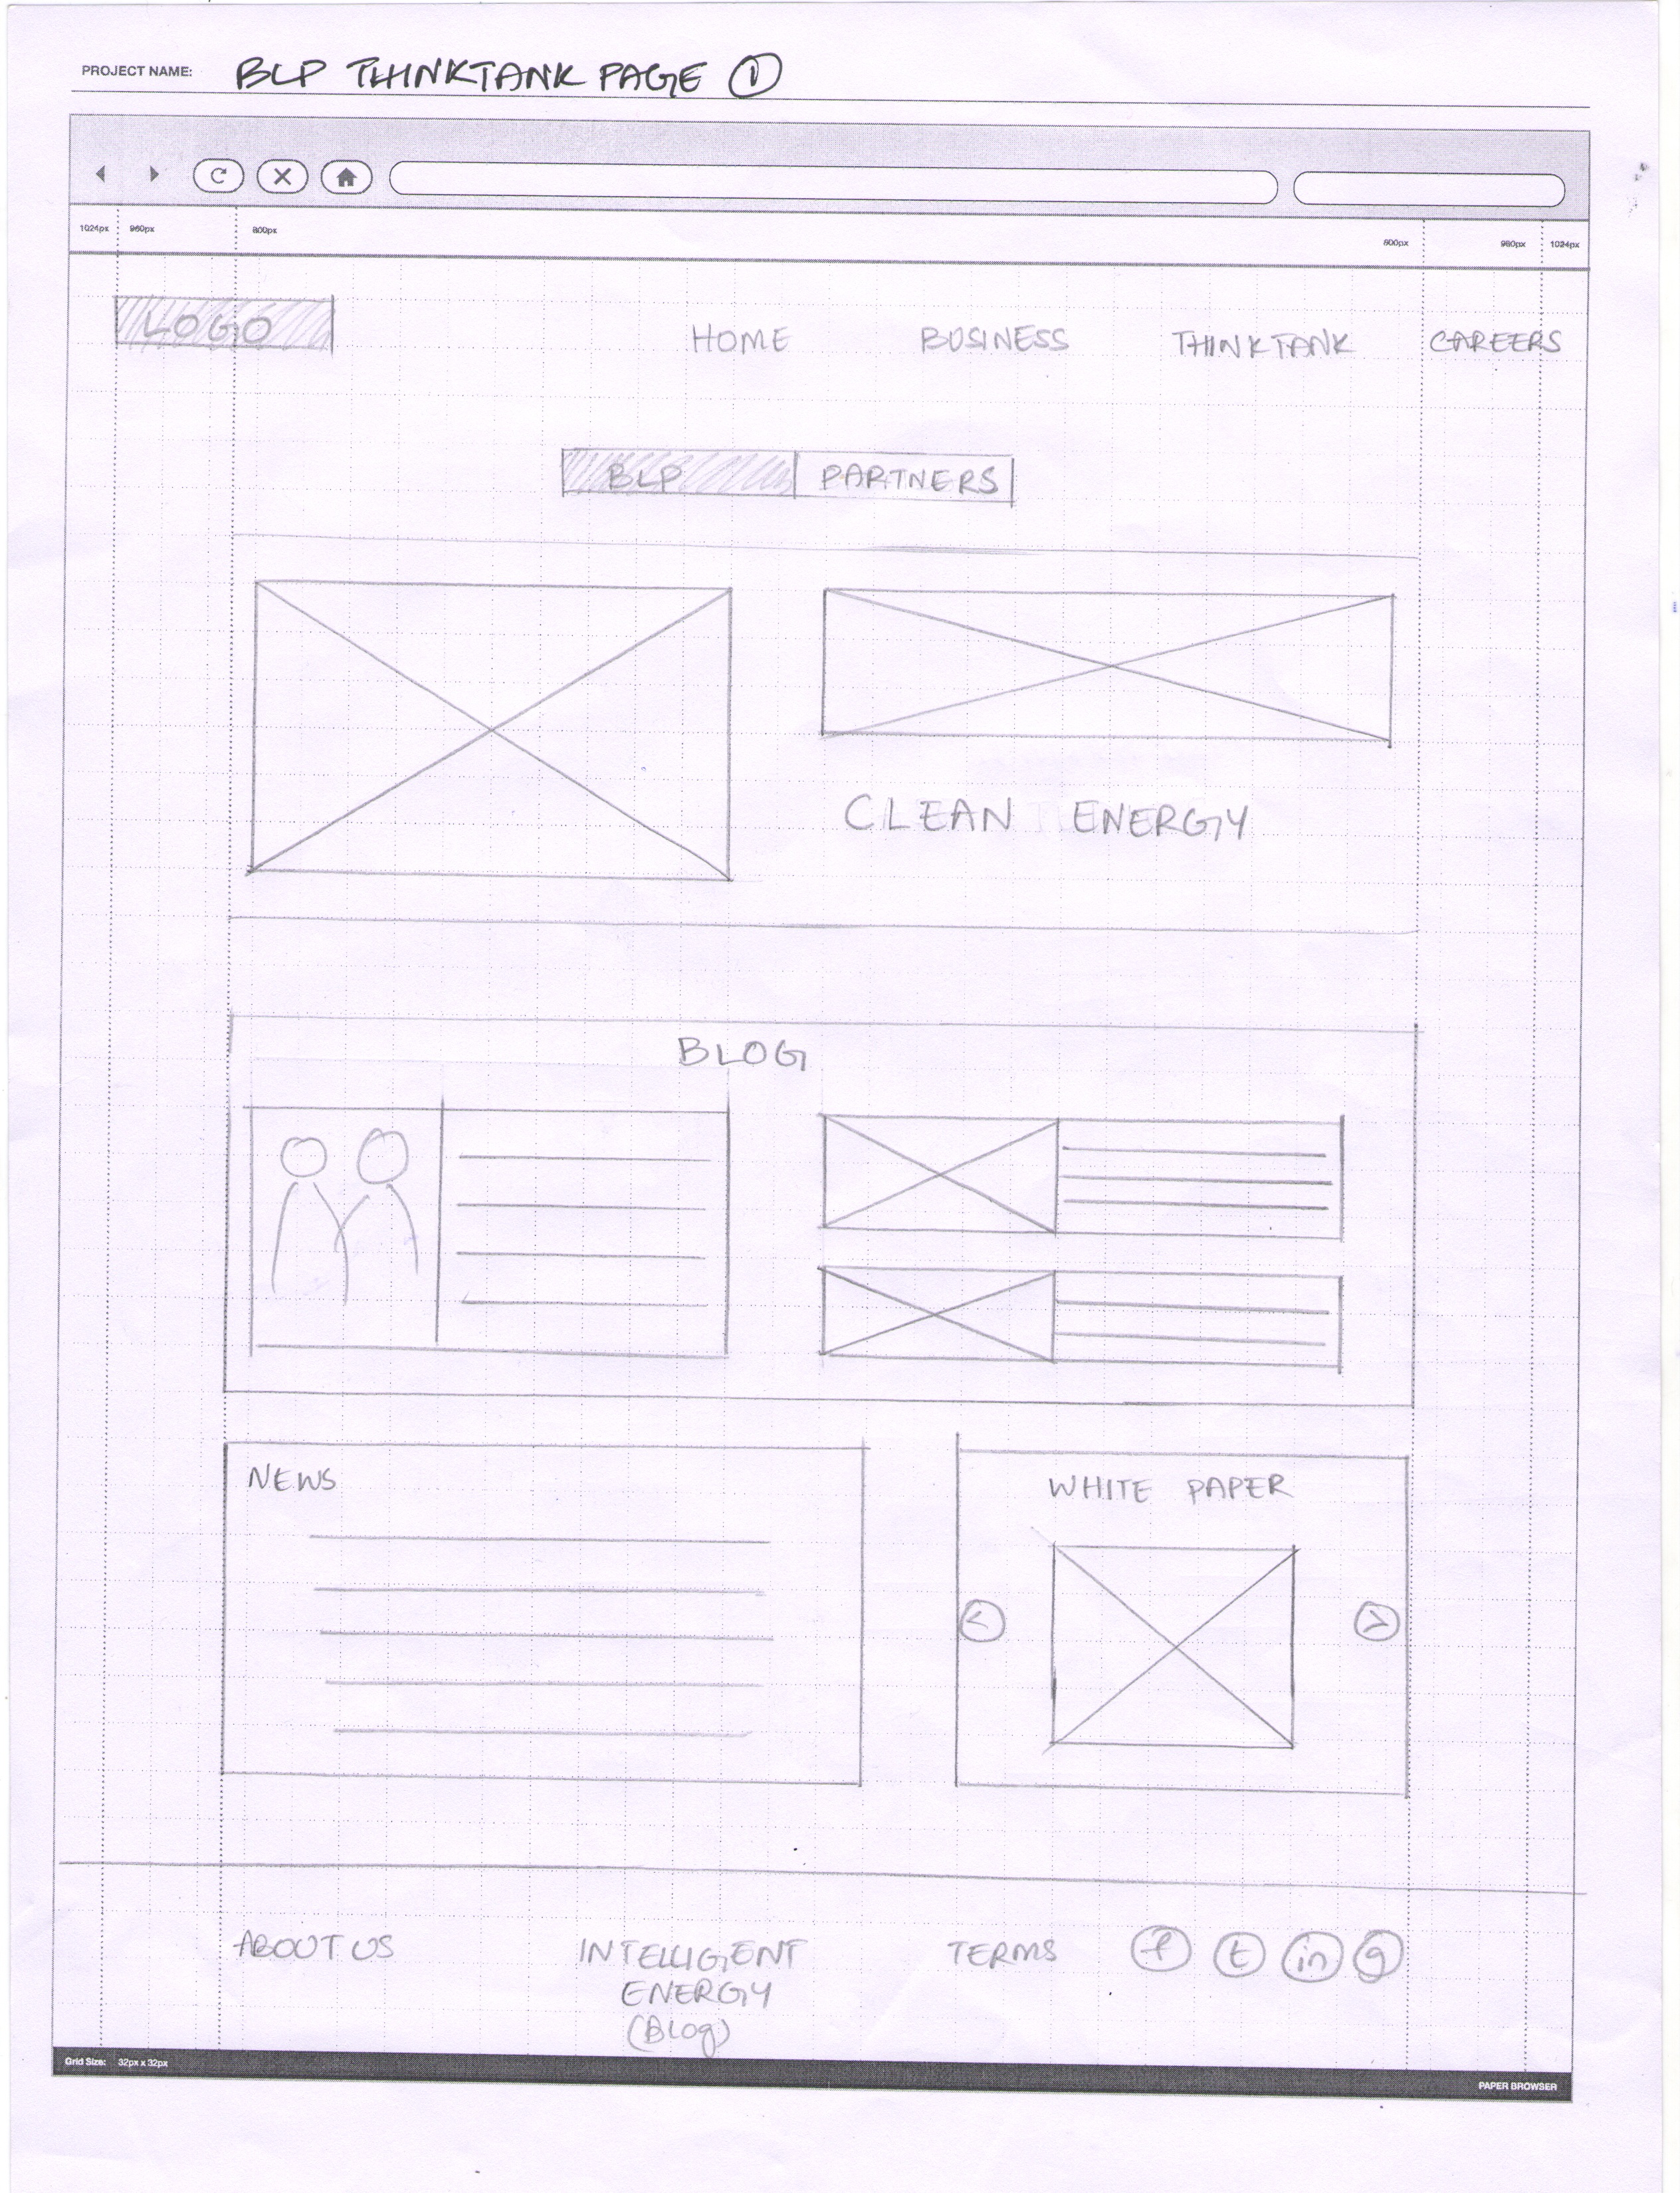 PROJECT NAME: BLP THINKTANK PAGE 1
1024px 960px 800px 800px 960px 1024px
LOGO HOME BUSINESS THINKTANK CAREERS
BLP PARTNERS
CLEAN ENERGY
BLOG
NEWS
WHITE PAPER
<
>
ABOUT US INTELLIGENT TERMS f t in g
ENERGY
(Blog)
Grid Size: 32px x 32px
PAPER BROWSER